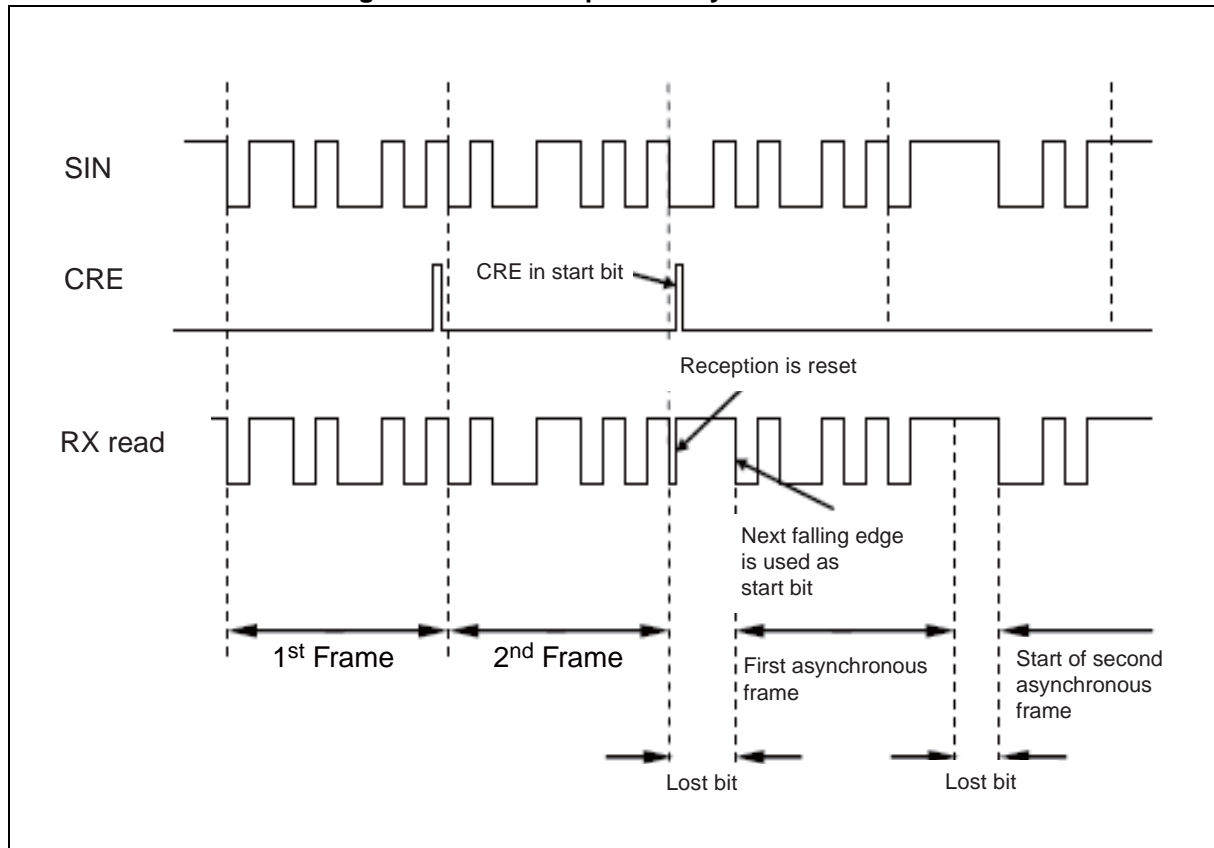 SIN
CRE
CRE in start bit
Reception is reset
RX read
Next falling edge
is used as
start bit
1st Frame
2nd Frame
First asynchronous
frame
Start of second
asynchronous
frame
Lost bit
Lost bit